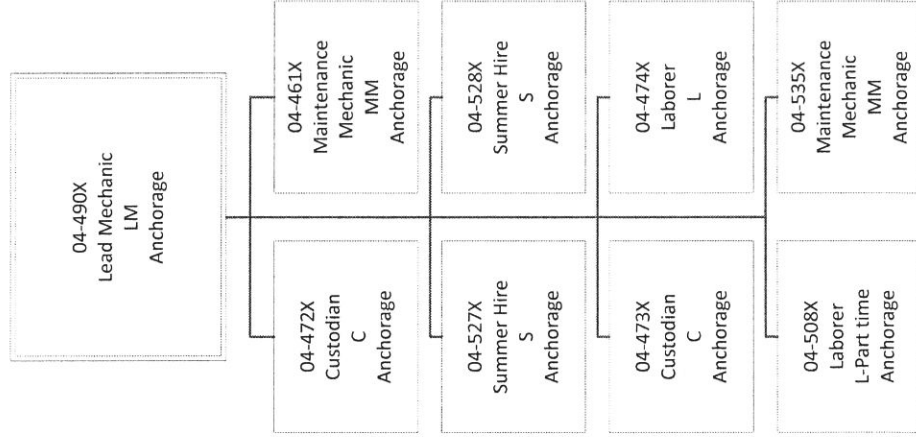 04-490X
Lead Mechanic
LM
Anchorage
04-472X
Custodian
C
Anchorage
04-461X
Maintenance
Mechanic
MM
Anchorage
04-527X
Summer Hire
S
Anchorage
04-528X
Summer Hire
S
Anchorage
04-473X
Custodian
C
Anchorage
04-474X
Laborer
L
Anchorage
04-508X
Laborer
L-Part time
Anchorage
04-535X
Maintenance
Mechanic
MM
Anchorage